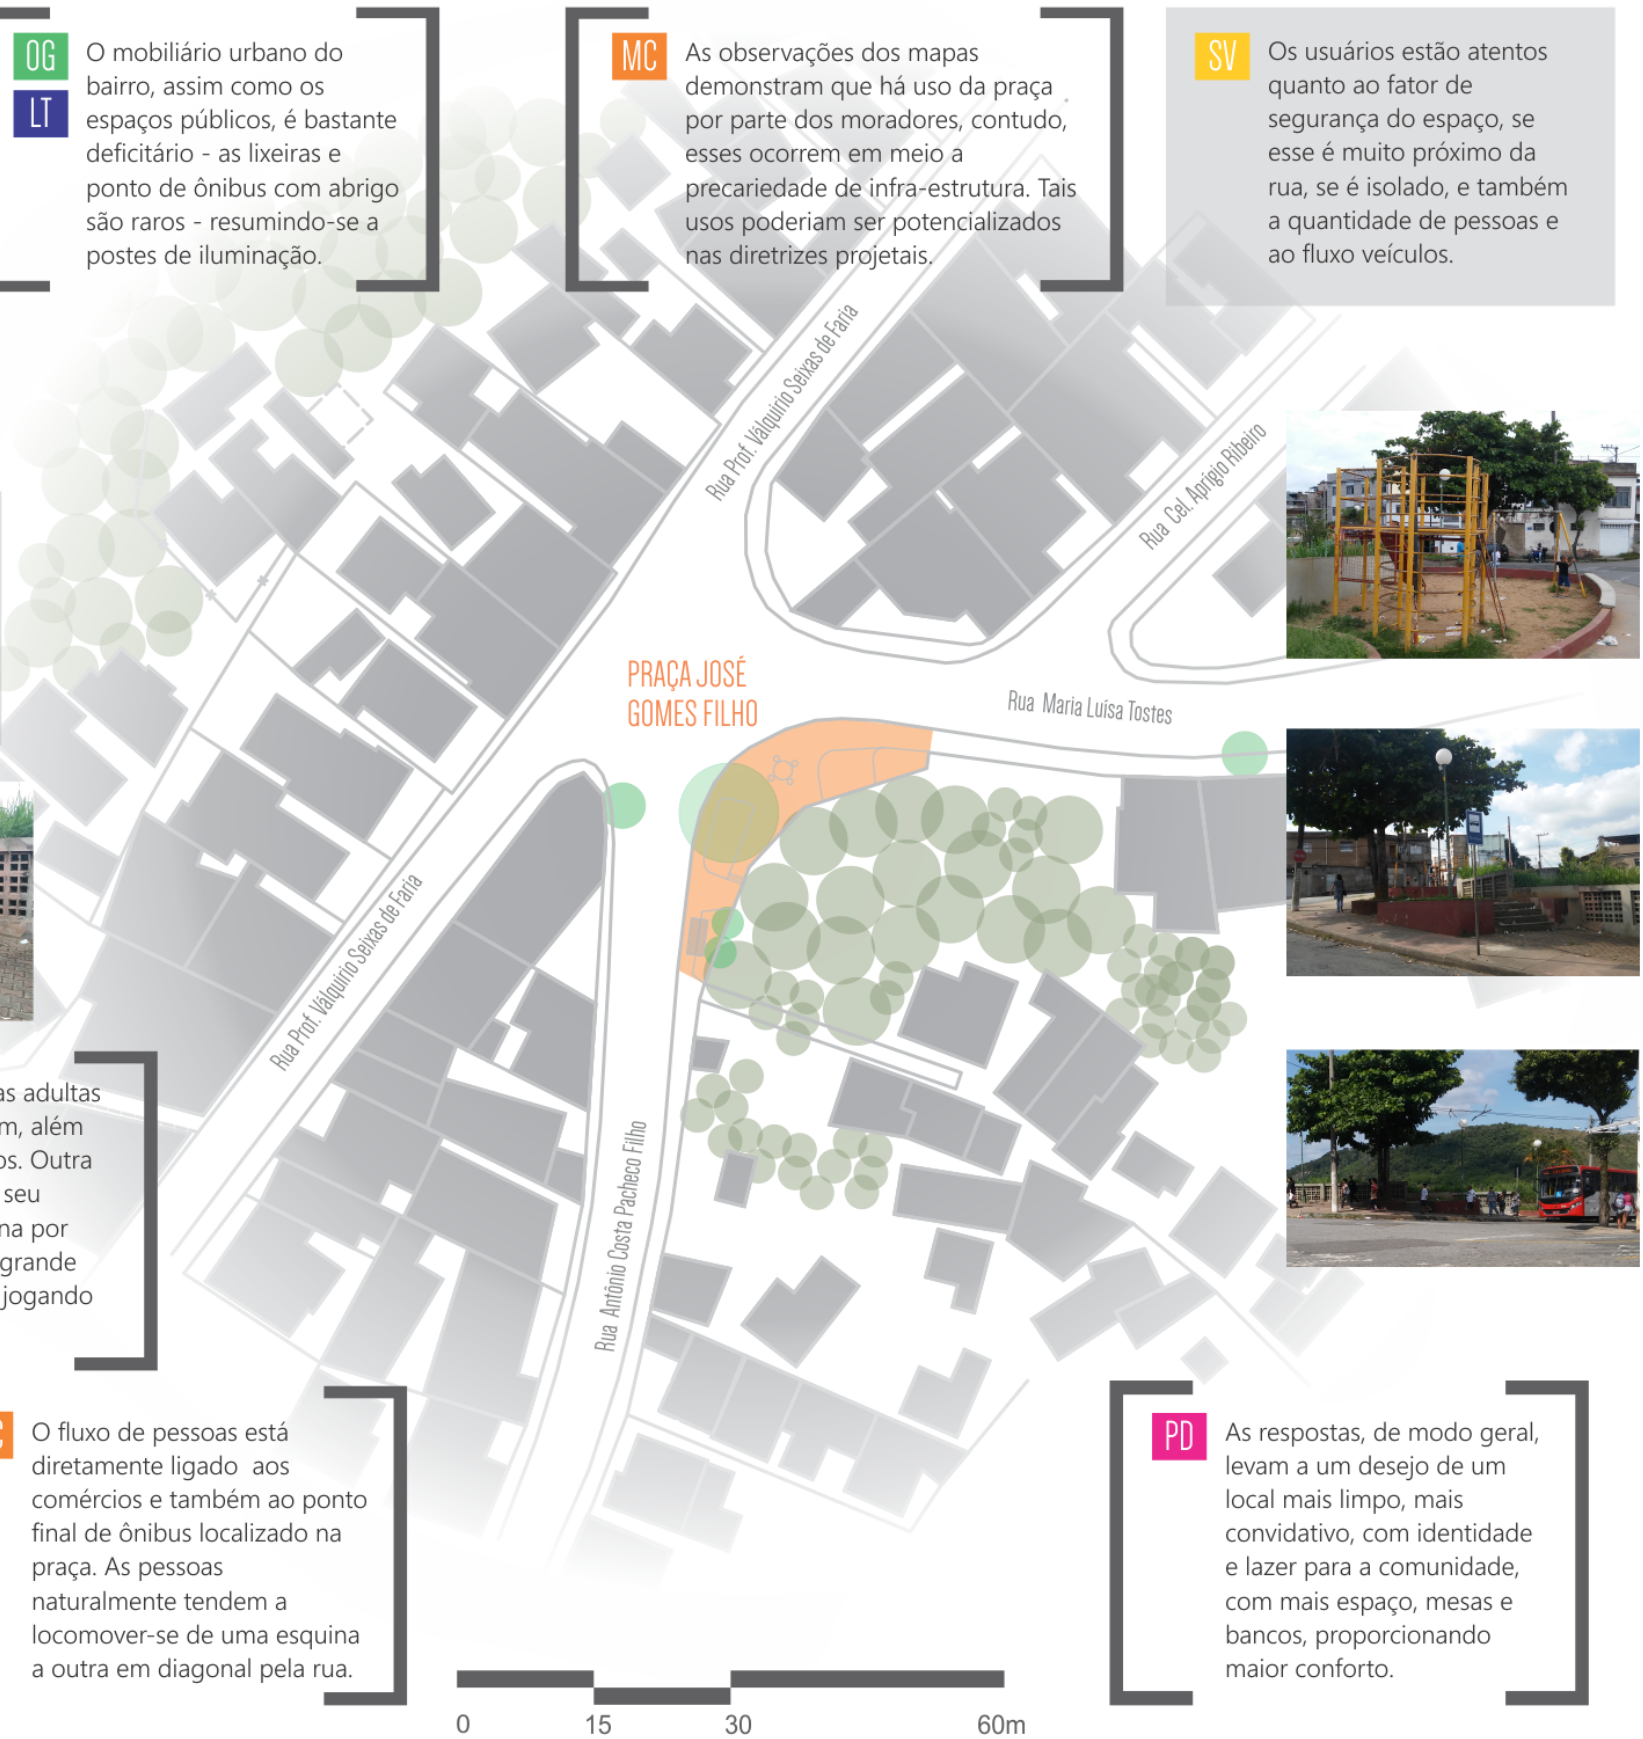 OG
LT
O mobiliário urbano do
bairro, assim como os
espaços públicos, é bastante
deficitário - as lixeiras e
ponto de ônibus com abrigo
são raros - resumindo-se a
postes de iluminação.
MC
As observações dos mapas
demonstram que há uso da praça
por parte dos moradores, contudo,
esses ocorrem em meio a
precariedade de infra-estrutura. Tais
usos poderiam ser potencializados
nas diretrizes projetais.
SV
Os usuários estão atentos
quanto ao fator de
segurança do espaço, se
esse é muito próximo da
rua, se é isolado, e também
a quantidade de pessoas e
ao fluxo veículos.
Rua Prof. Válquirio Seixas de Faria
Rua Cel. Aprígio Ribeiro
PRAÇA JOSÉ
GOMES FILHO
Rua Maria Luísa Tostes
Rua Prof. Válquirio Seixas de Faria
Rua Antônio Costa Pacheco Filho
as adultas
m, além
os. Outra
seu
na por
grande
jogando
C
O fluxo de pessoas está
diretamente ligado aos
comércios e também ao ponto
final de ônibus localizado na
praça. As pessoas
naturalmente tendem a
locomover-se de uma esquina
a outra em diagonal pela rua.
PD
As respostas, de modo geral,
levam a um desejo de um
local mais limpo, mais
convidativo, com identidade
e lazer para a comunidade,
com mais espaço, mesas e
bancos, proporcionando
maior conforto.
0 15 30 60m